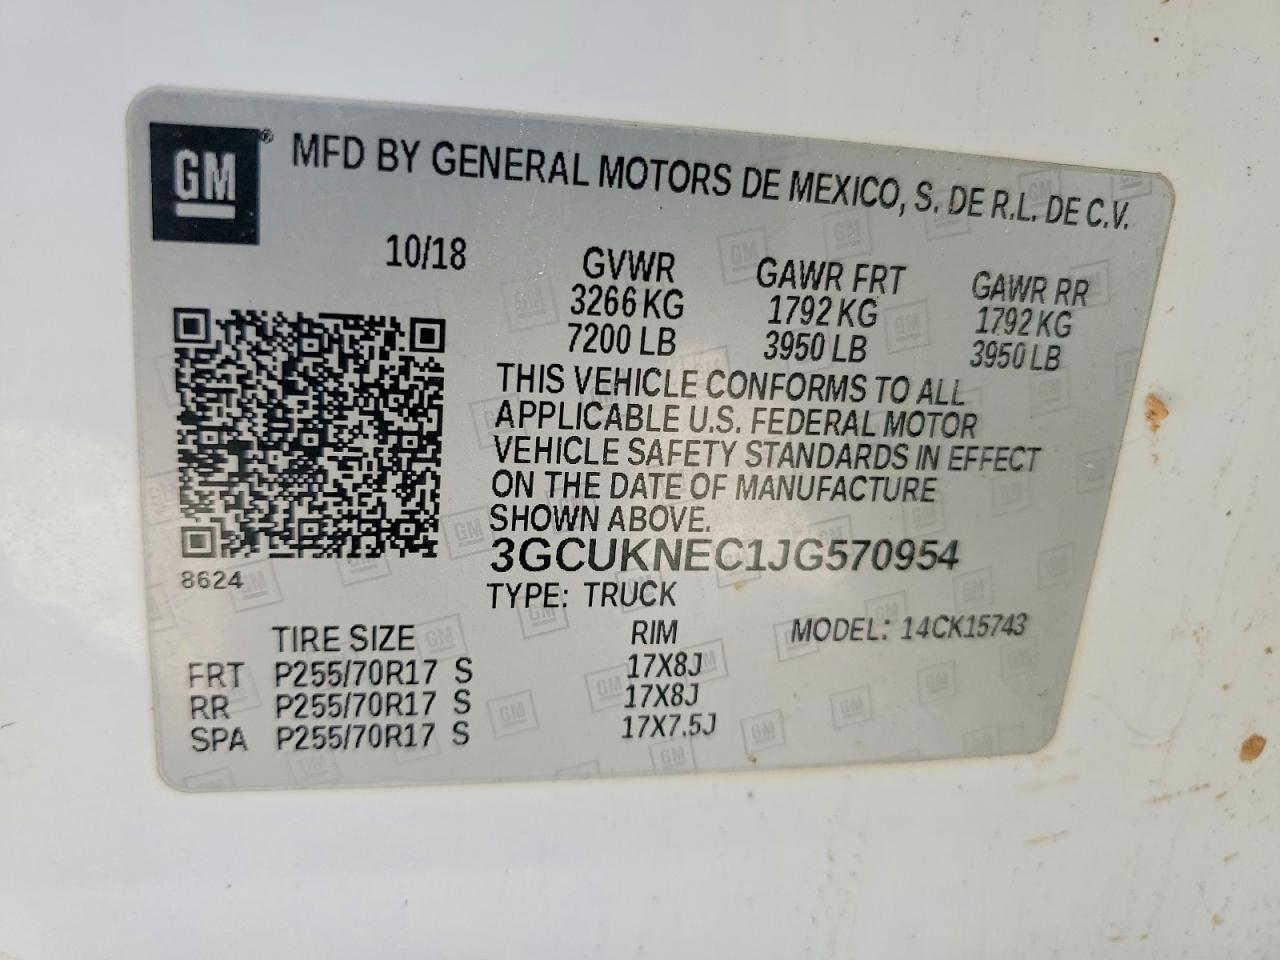 GM ® MFD BY GENERAL MOTORS DE MEXICO, S. DE R.L. DE C.V.
10/18 GVWR GAWR FRT GAWR RR
3266 KG 1792 KG 1792 KG
7200 LB 3950 LB 3950 LB
THIS VEHICLE CONFORMS TO ALL
APPLICABLE U.S. FEDERAL MOTOR
VEHICLE SAFETY STANDARDS IN EFFECT
ON THE DATE OF MANUFACTURE
SHOWN ABOVE.
3GCUKNEC1JG570954
8624
TYPE: TRUCK
TIRE SIZE RIM MODEL: 14CK15743
FRT P255/70R17 S 17X8J
RR P255/70R17 S 17X8J
SPA P255/70R17 S 17X7.5J